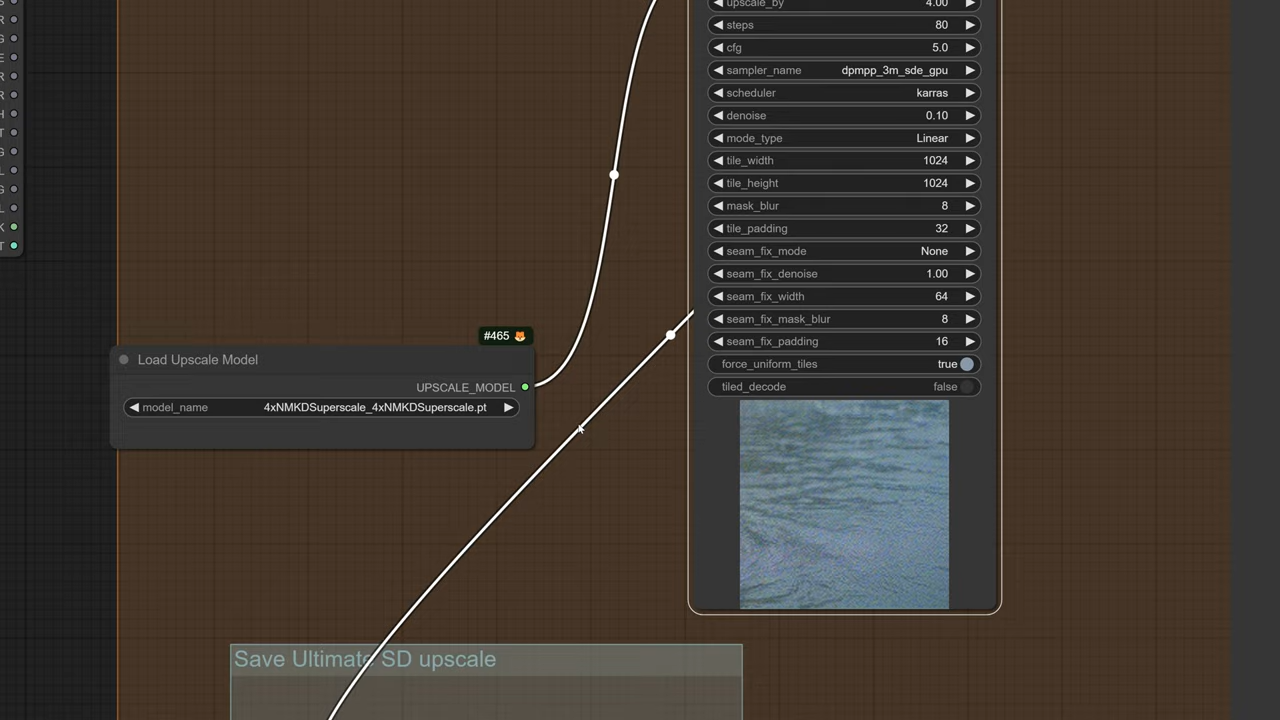 upscale_by 4.00
steps 80
cfg 5.0
sampler_name dpmpp_3m_sde_gpu
scheduler karras
denoise 0.10
mode_type Linear
tile_width 1024
tile_height 1024
mask_blur 8
tile_padding 32
seam_fix_mode None
seam_fix_denoise 1.00
seam_fix_width 64
seam_fix_mask_blur 8
seam_fix_padding 16
force_uniform_tiles true
tiled_decode false
#465
Load Upscale Model
UPSCALE_MODEL
model_name 4xNMKDSuperscale_4xNMKDSuperscale.pt
Save Ultimate SD upscale